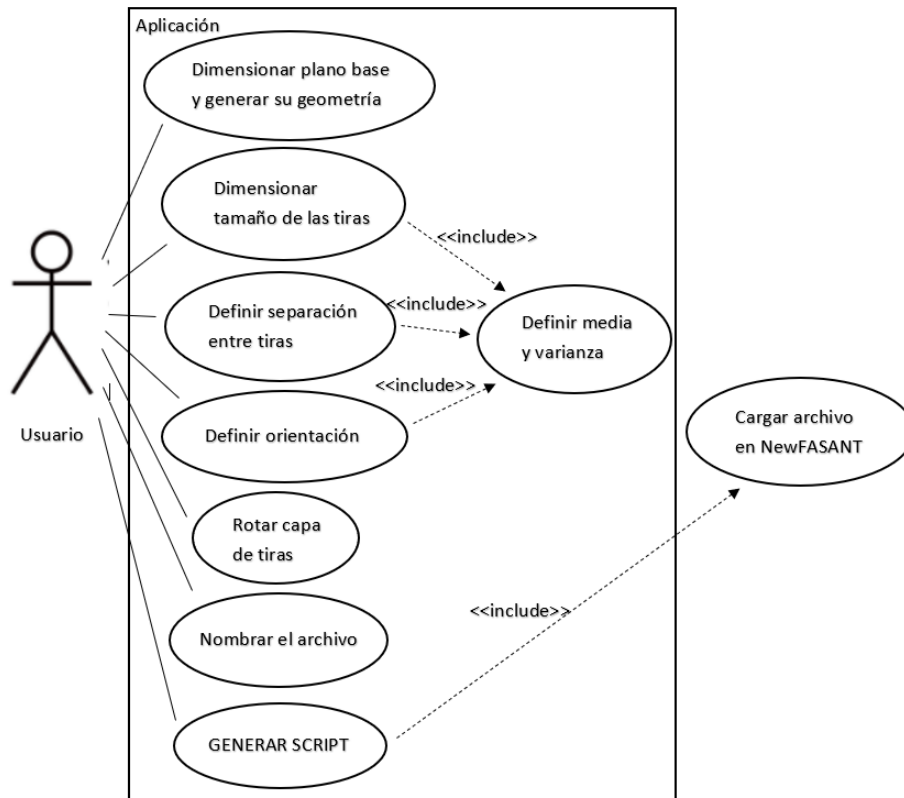 Aplicación
Dimensionar plano base
y generar su geometría
Dimensionar
tamaño de las tiras
<<include>>
Definir separación
entre tiras
<<include>>
Definir media
y varianza
<<include>>
Definir orientación
Usuario
Cargar archivo
en NewFASANT
Rotar capa
de tiras
<<include>>
Nombrar el archivo
GENERAR SCRIPT